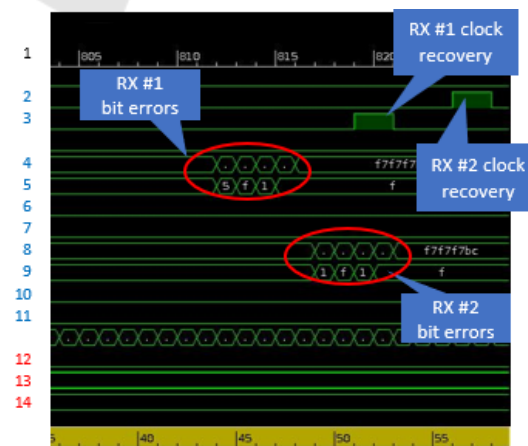 1
805
810
815
820
RX #1 clock
recovery
RX #1
bit errors
2
3
4
f7f7f7
RX #2 clock
recovery
5
5 f 1
f
6
7
8
f7f7f7bc
9
1 f 1
f
10
RX #2
bit errors
11
12
13
14
40
45
50
55